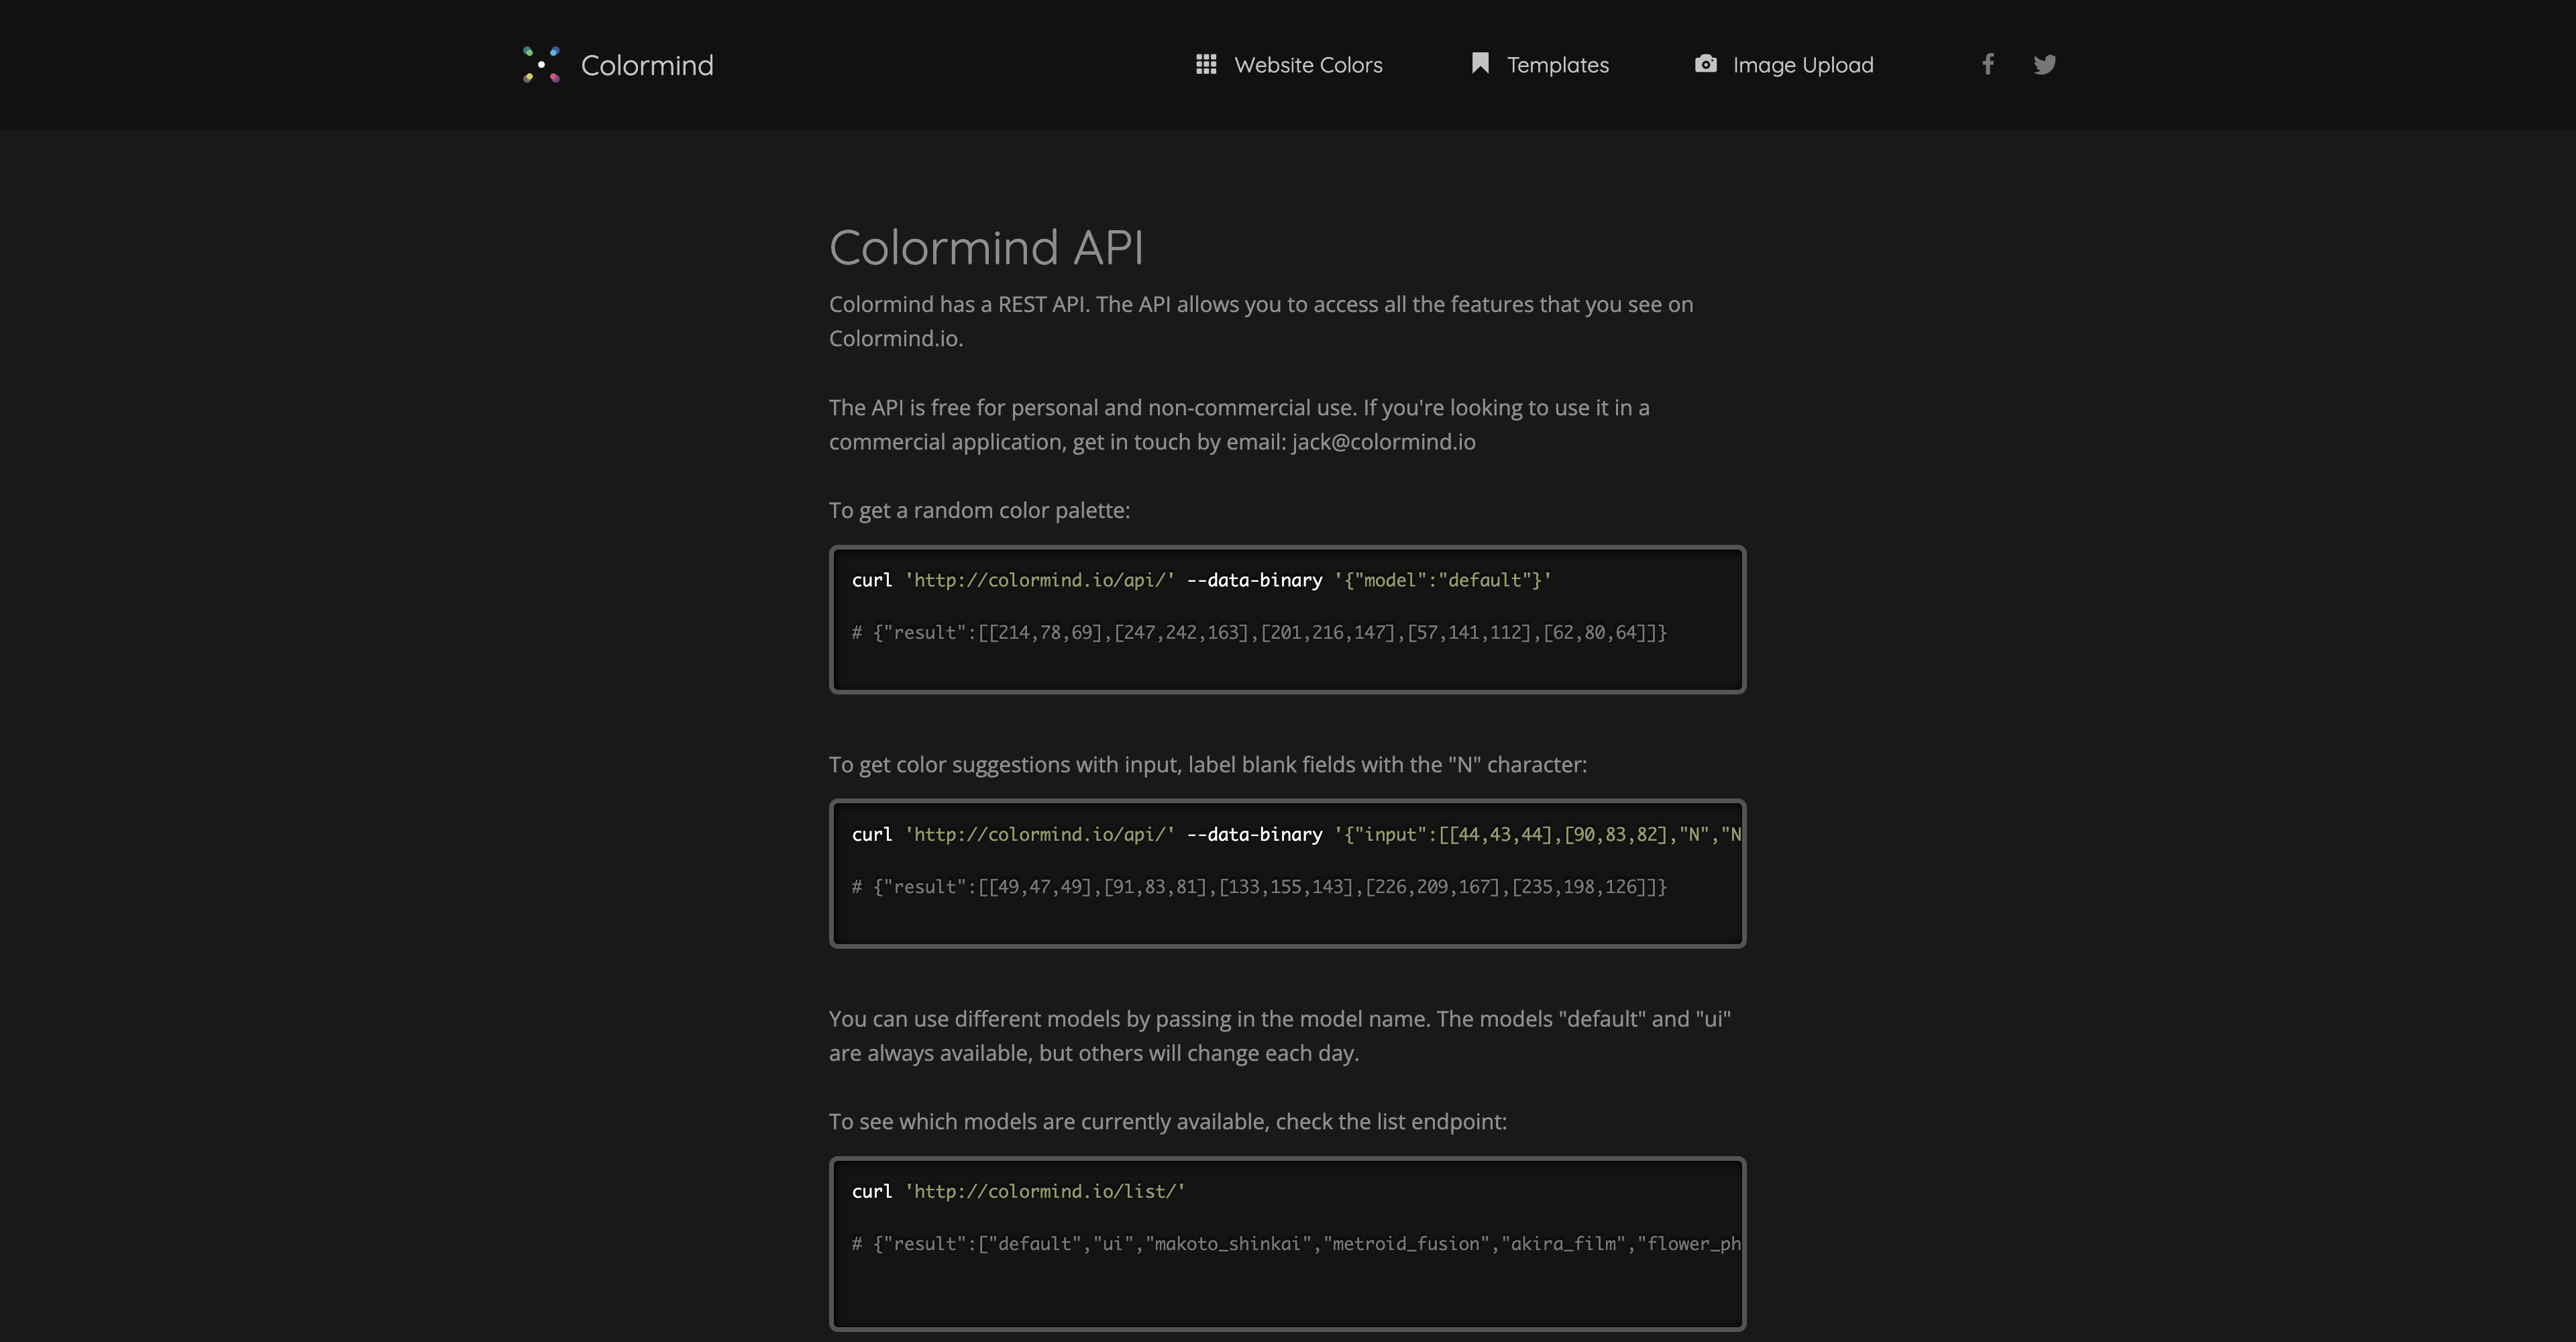 Colormind
Website Colors
Templates
Image Upload
Colormind API
Colormind has a REST API. The API allows you to access all the features that you see on
Colormind.io.
The API is free for personal and non-commercial use. If you're looking to use it in a
commercial application, get in touch by email: jack@colormind.io
To get a random color palette:
curl 'http://colormind.io/api/' --data-binary '{"model":"default"}'
# {"result":[[214,78,69],[247,242,163],[201,216,147],[57,141,112],[62,80,64]]}
To get color suggestions with input, label blank fields with the "N" character:
curl 'http://colormind.io/api/' --data-binary '{"input":[[44,43,44],[90,83,82],"N","N
# {"result":[[49,47,49],[91,83,81],[133,155,143],[226,209,167],[235,198,126]]}
You can use different models by passing in the model name. The models "default" and "ui"
are always available, but others will change each day.
To see which models are currently available, check the list endpoint:
curl 'http://colormind.io/list/'
# {"result":["default","ui","makoto_shinkai","metroid_fusion","akira_film","flower_ph